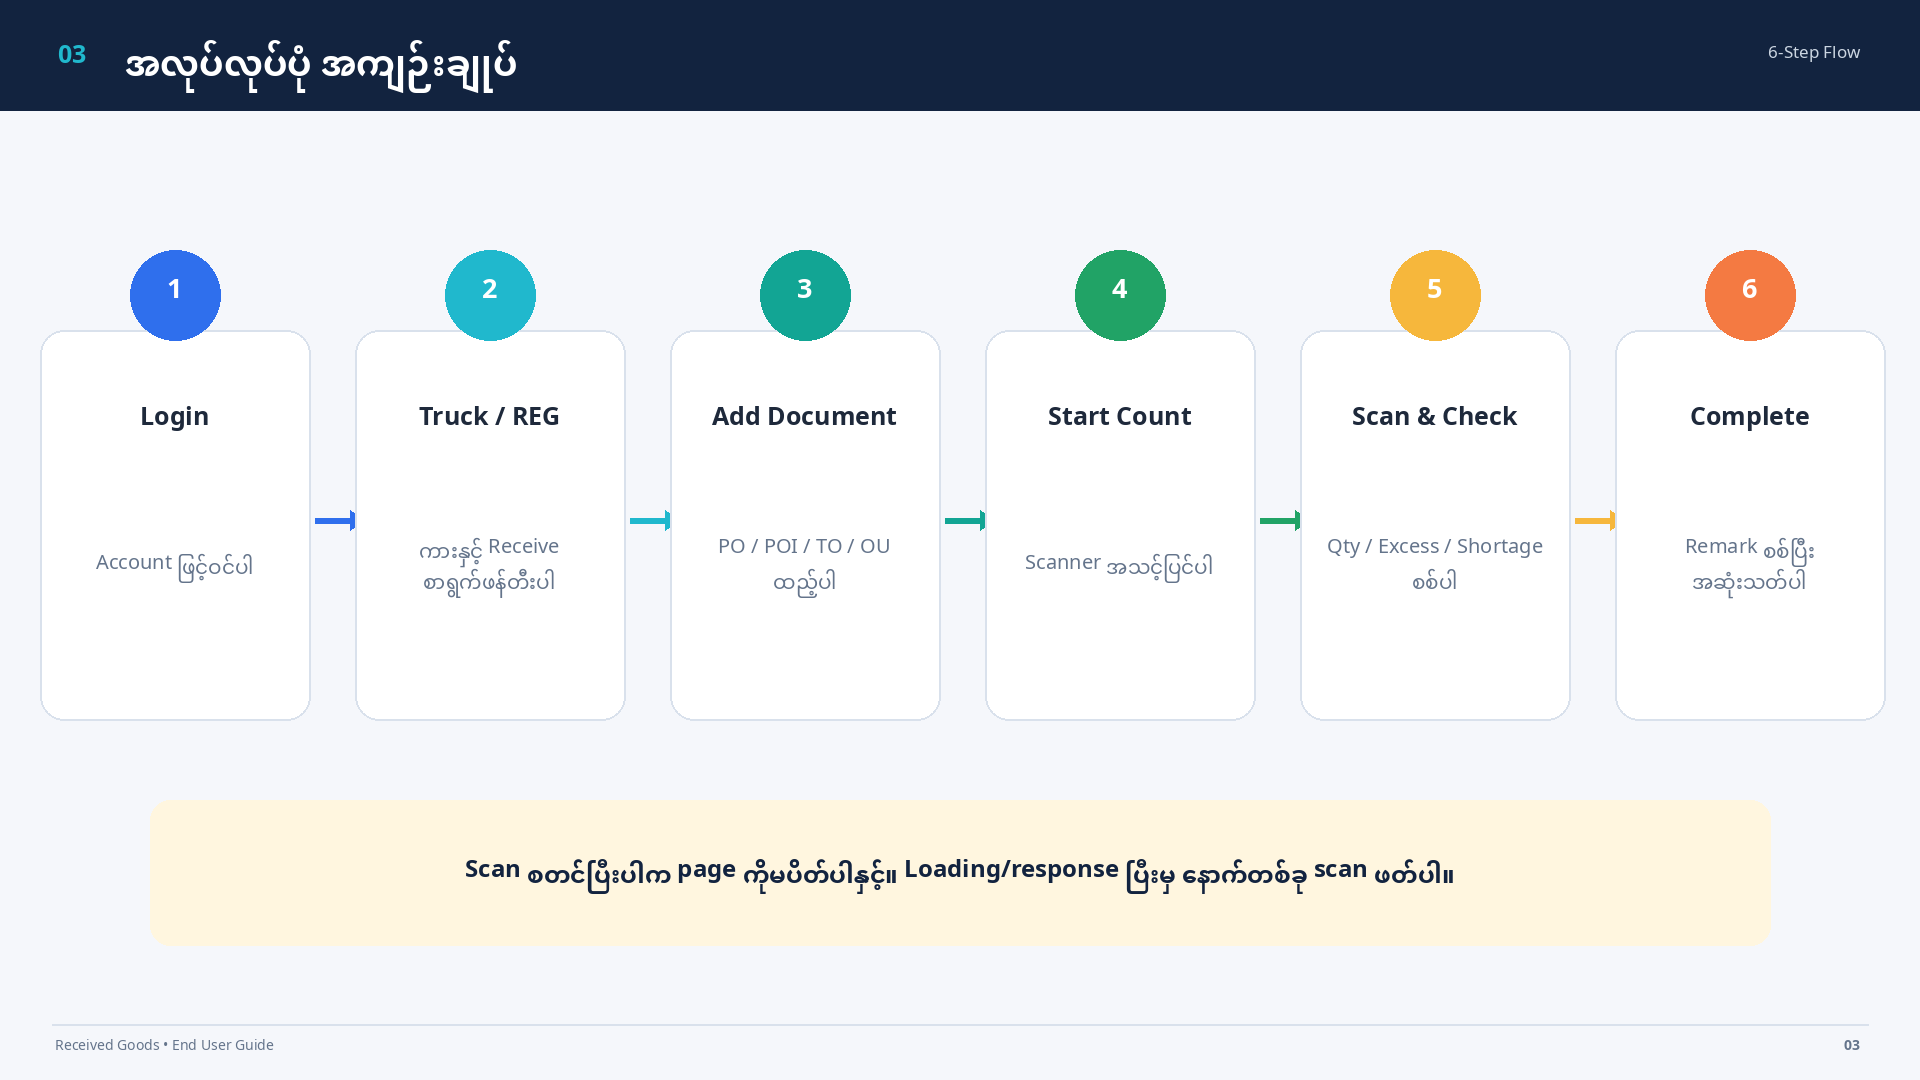 03
အလုပ်လုပ်ပုံ အကျဉ်းချုပ်
6-Step Flow
1
Login
Account ဖြင့်ဝင်ပါ
2
Truck / REG
ကားနှင့် Receive
စာရွက်ဖန်တီးပါ
3
Add Document
PO / POI / TO / OU
ထည့်ပါ
4
Start Count
Scanner အသင့်ပြင်ပါ
5
Scan & Check
Qty / Excess / Shortage
စစ်ပါ
6
Complete
Remark စစ်ပြီး
အဆုံးသတ်ပါ
Scan စတင်ပြီးပါက page ကိုမပိတ်ပါနှင့်။ Loading/response ပြီးမှ နောက်တစ်ခု scan ဖတ်ပါ။
Received Goods • End User Guide
03